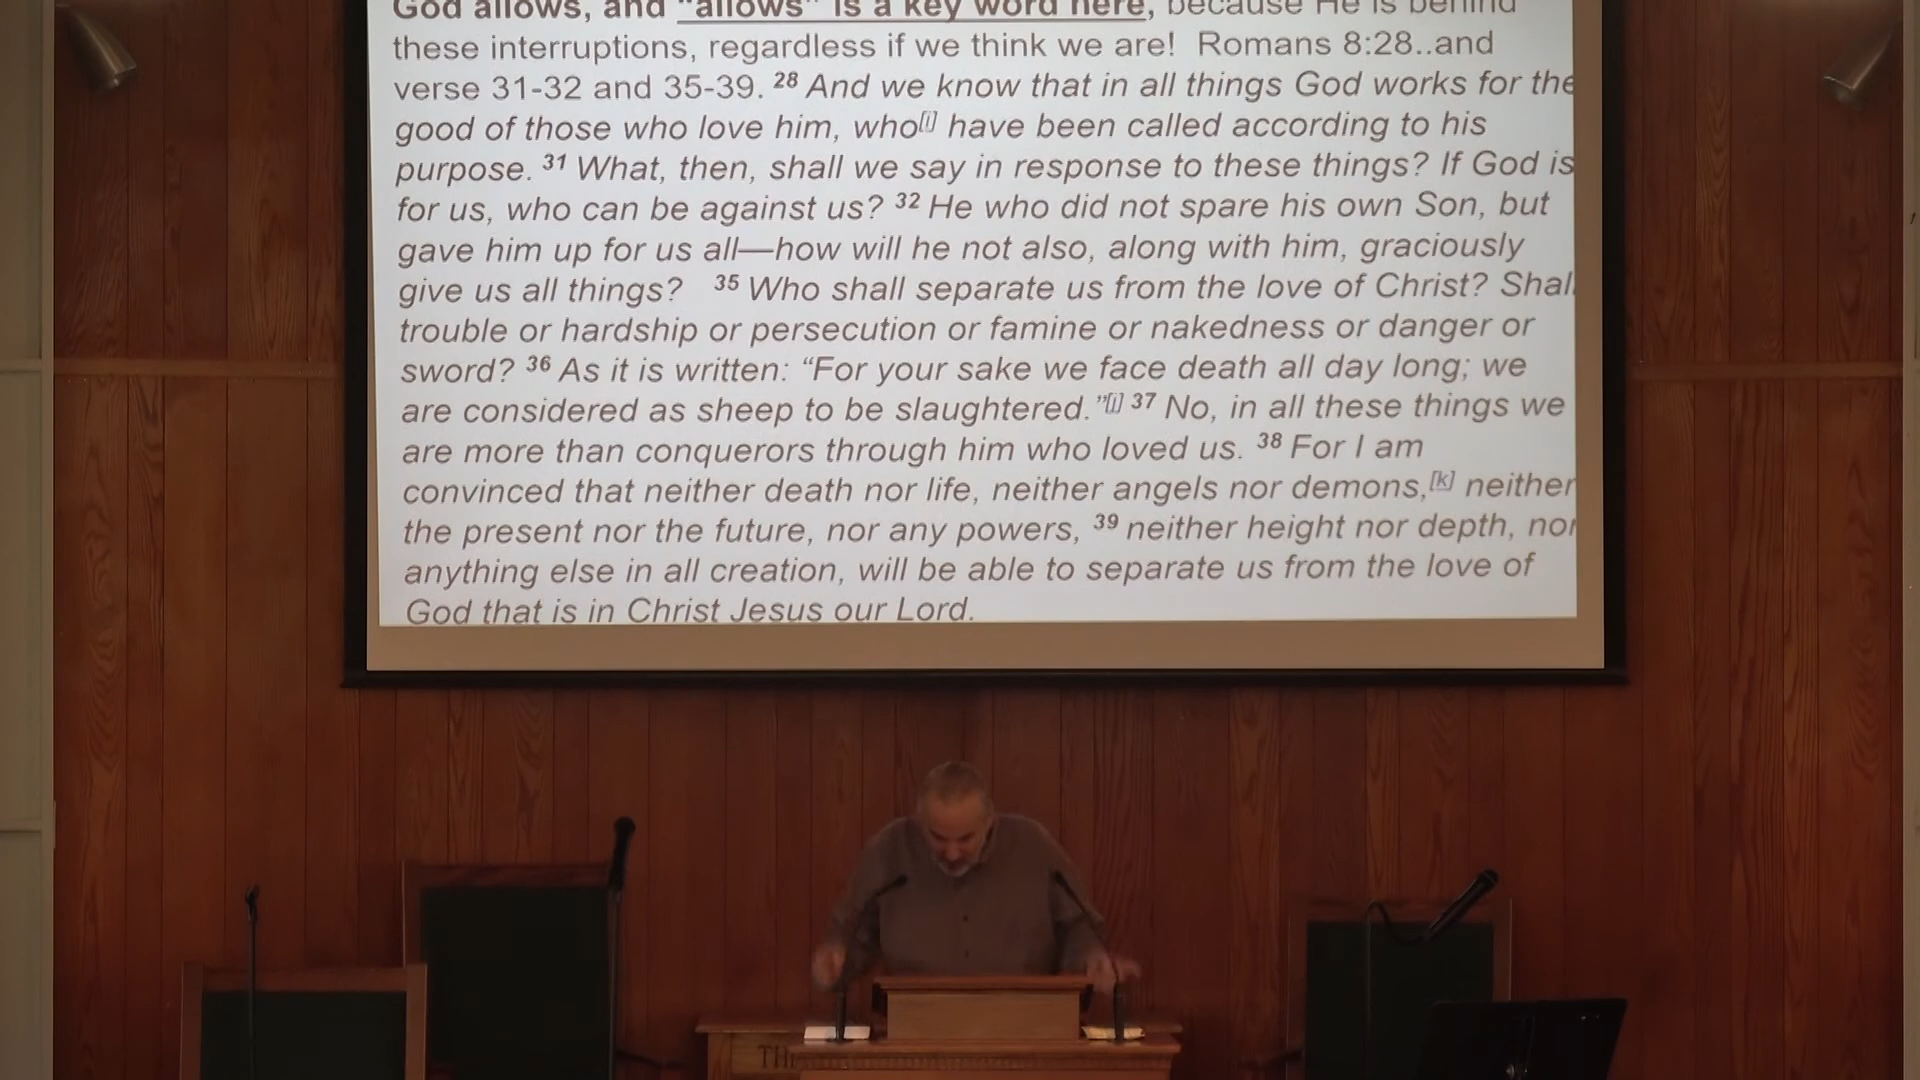 God allows, and “allows” is a key word here, because He is behind
these interruptions, regardless if we think we are! Romans 8:28..and
verse 31-32 and 35-39. 28 And we know that in all things God works for the
good of those who love him, who[i] have been called according to his
purpose. 31 What, then, shall we say in response to these things? If God is
for us, who can be against us? 32 He who did not spare his own Son, but
gave him up for us all—how will he not also, along with him, graciously
give us all things? 35 Who shall separate us from the love of Christ? Shall
trouble or hardship or persecution or famine or nakedness or danger or
sword? 36 As it is written: “For your sake we face death all day long; we
are considered as sheep to be slaughtered.”[j] 37 No, in all these things we
are more than conquerors through him who loved us. 38 For I am
convinced that neither death nor life, neither angels nor demons,[k] neither
the present nor the future, nor any powers, 39 neither height nor depth, nor
anything else in all creation, will be able to separate us from the love of
God that is in Christ Jesus our Lord.